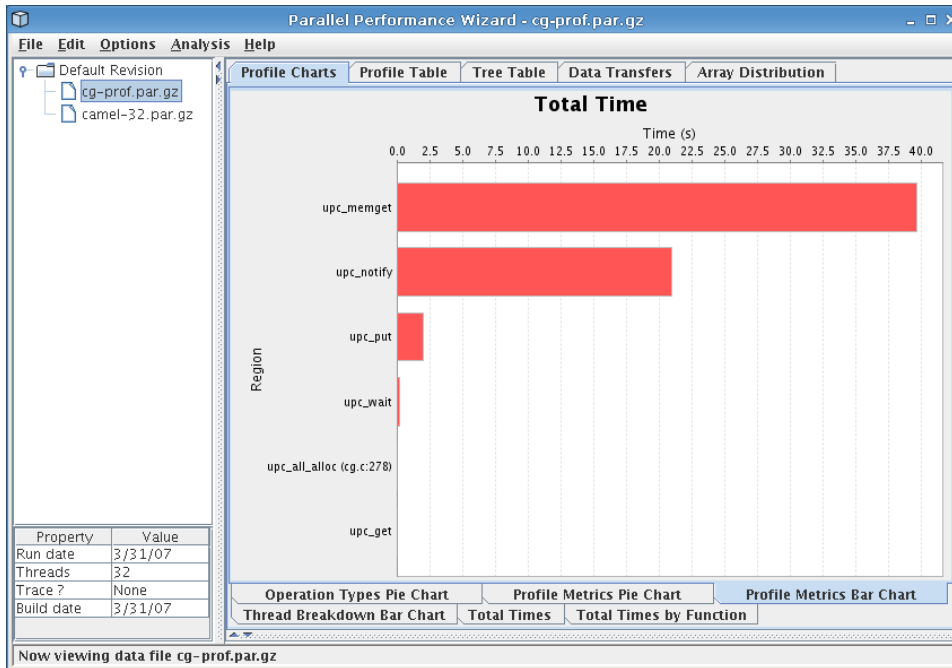 Parallel Performance Wizard - cg-prof.par.gz
File Edit Options Analysis Help
Default Revision
cg-prof.par.gz
camel-32.par.gz
Property Value
Run date 3/31/07
Threads 32
Trace ? None
Build date 3/31/07
Profile Charts Profile Table Tree Table Data Transfers Array Distribution
Total Time
Time (s)
0.0 2.5 5.0 7.5 10.0 12.5 15.0 17.5 20.0 22.5 25.0 27.5 30.0 32.5 35.0 37.5 40.0
Region
upc_memget
upc_notify
upc_put
upc_wait
upc_all_alloc (cg.c:278)
upc_get
Operation Types Pie Chart Profile Metrics Pie Chart Profile Metrics Bar Chart
Thread Breakdown Bar Chart Total Times Total Times by Function
Now viewing data file cg-prof.par.gz